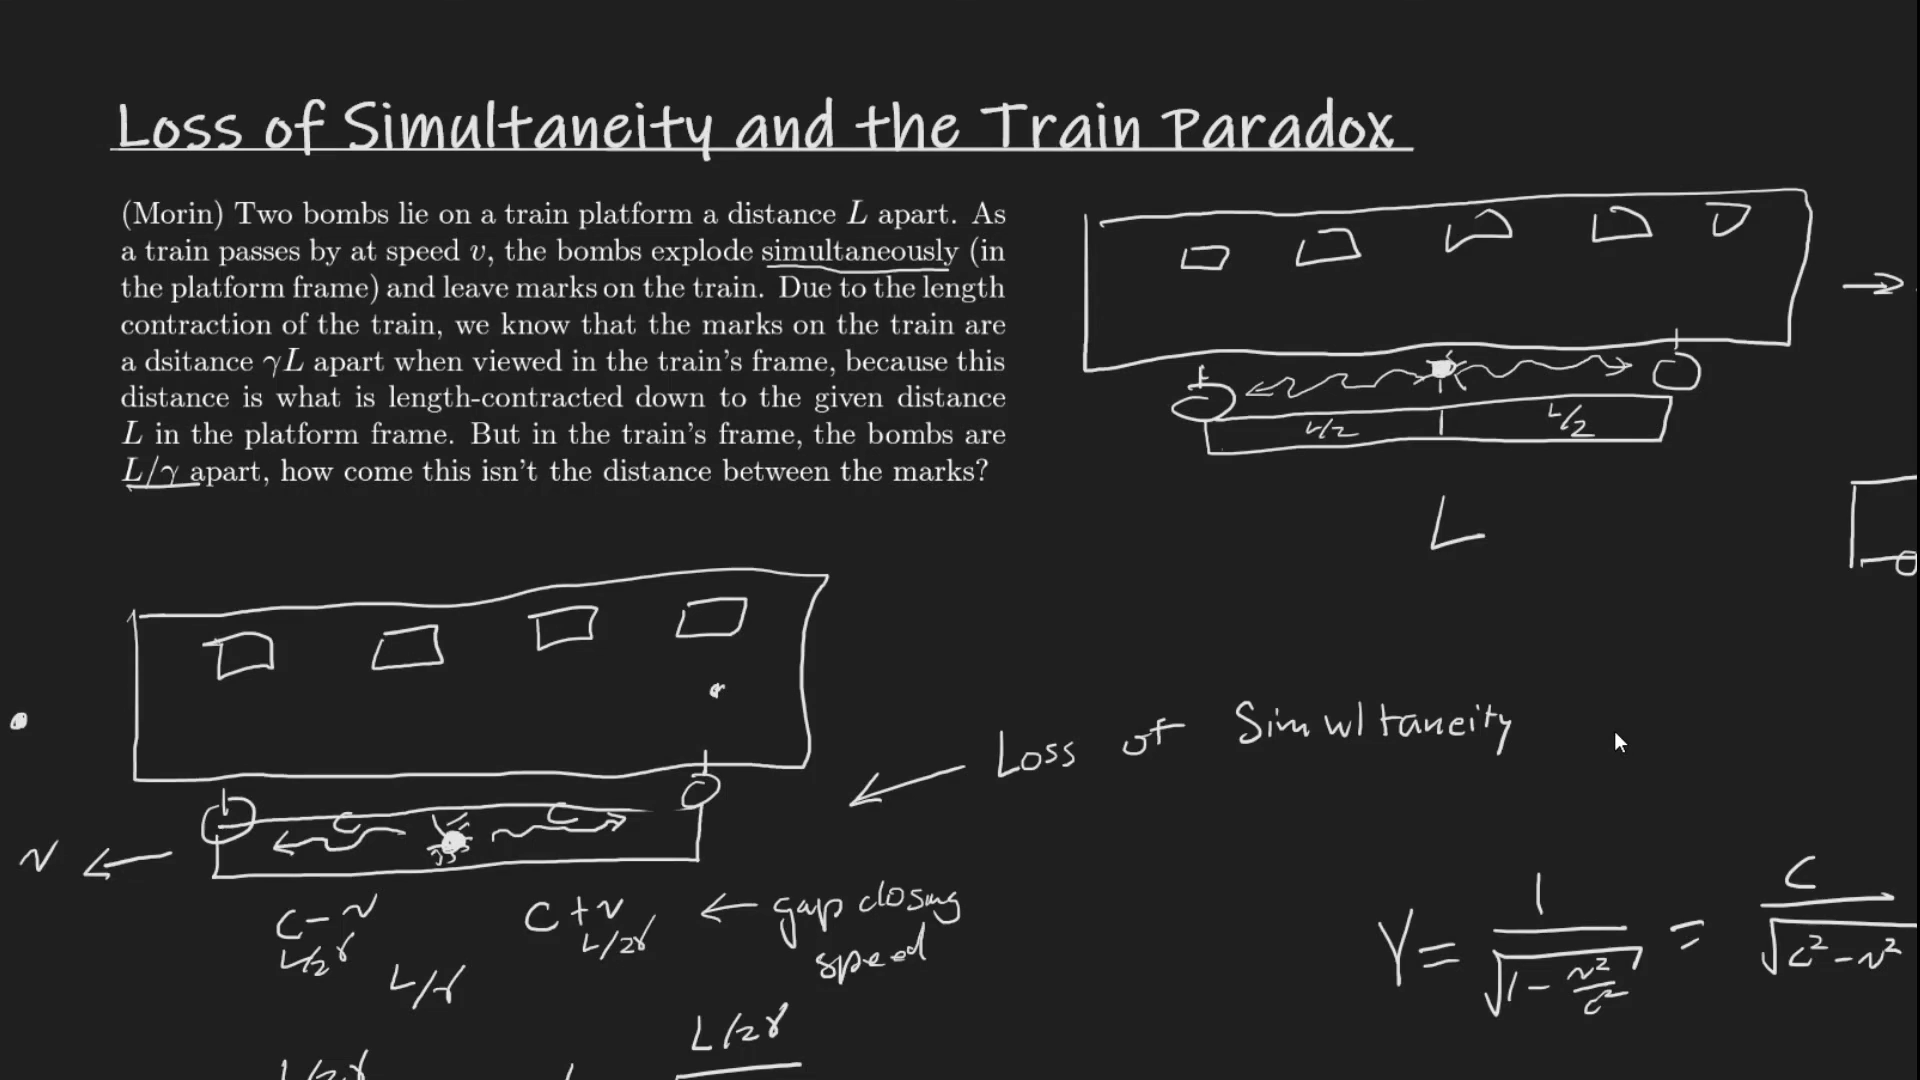 Loss of Simultaneity and the Train Paradox
(Morin) Two bombs lie on a train platform a distance L apart. As
a train passes by at speed v, the bombs explode simultaneously (in
the platform frame) and leave marks on the train. Due to the length
contraction of the train, we know that the marks on the train are
a dsitance γL apart when viewed in the train's frame, because this
distance is what is length-contracted down to the given distance
L in the platform frame. But in the train's frame, the bombs are
L/γ apart, how come this isn't the distance between the marks?
L/2 L/2
L
Loss of Simultaneity
c c
v
c-v c+v ← gap closing
speed
L/2γ L/2γ
L/γ
γ = 1/√(1 - v²/c²) = c/√(c² - v²)
L/2γ
L/2γ